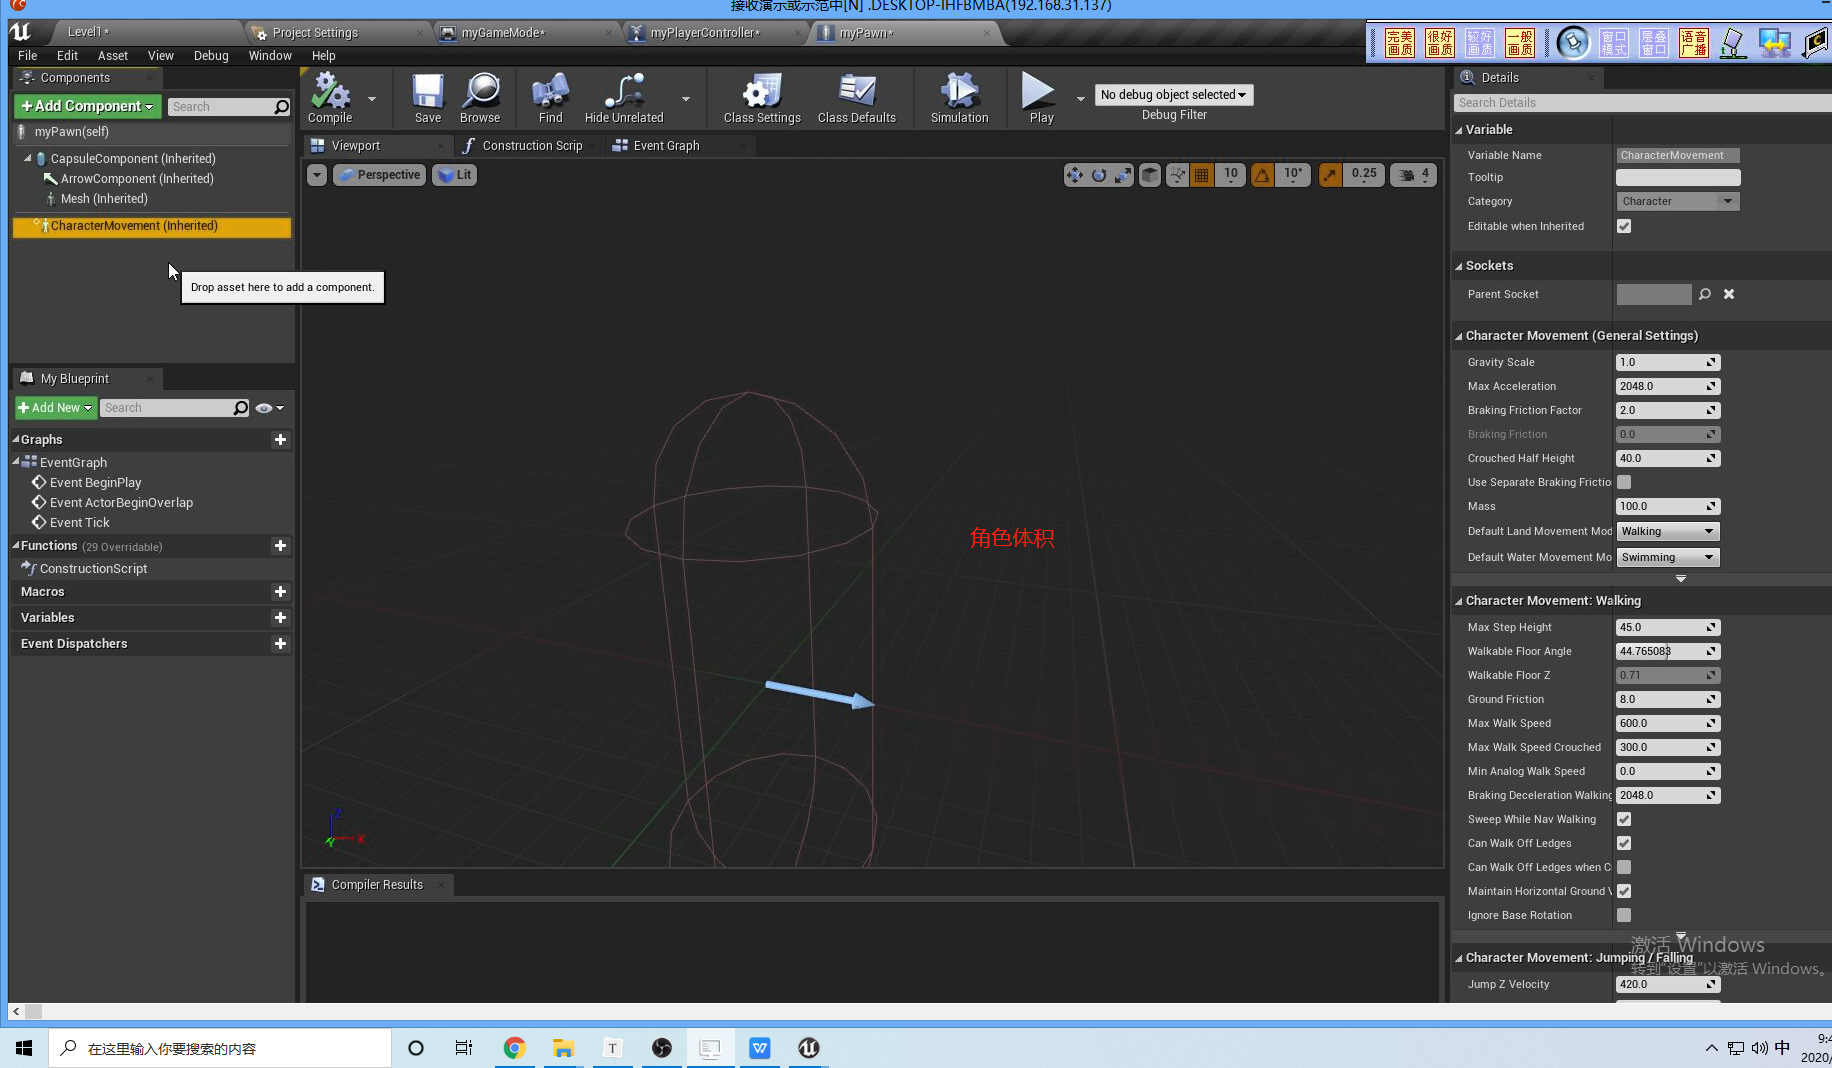 接收演示或示范中[N] .DESKTOP-IHFBMBA(192.168.31.137)
Level1*
Project Settings
myGameMode*
myPlayerController*
myPawn*
完美画质
很好画质
较好画质
一般画质
窗口模式
层叠窗口
语音广播
File Edit Asset View Debug Window Help
Components
+Add Component
Search
myPawn(self)
CapsuleComponent (Inherited)
ArrowComponent (Inherited)
Mesh (Inherited)
CharacterMovement (Inherited)
Drop asset here to add a component.
My Blueprint
+Add New
Search
Graphs
EventGraph
Event BeginPlay
Event ActorBeginOverlap
Event Tick
Functions (29 Overridable)
ConstructionScript
Macros
Variables
Event Dispatchers
Compile
Save
Browse
Find
Hide Unrelated
Class Settings
Class Defaults
Simulation
Play
No debug object selected
Debug Filter
Viewport
Construction Scrip
Event Graph
Perspective
Lit
10
10°
0.25
4
角色体积
Z
X
Y
Compiler Results
Details
Search Details
Variable
Variable Name CharacterMovement
Tooltip
Category Character
Editable when Inherited
Sockets
Parent Socket
Character Movement (General Settings)
Gravity Scale 1.0
Max Acceleration 2048.0
Braking Friction Factor 2.0
Braking Friction 0.0
Crouched Half Height 40.0
Use Separate Braking Frictio
Mass 100.0
Default Land Movement Mod Walking
Default Water Movement Mo Swimming
Character Movement: Walking
Max Step Height 45.0
Walkable Floor Angle 44.765083
Walkable Floor Z 0.71
Ground Friction 8.0
Max Walk Speed 600.0
Max Walk Speed Crouched 300.0
Min Analog Walk Speed 0.0
Braking Deceleration Walking 2048.0
Sweep While Nav Walking
Can Walk Off Ledges
Can Walk Off Ledges when C
Maintain Horizontal Ground V
Ignore Base Rotation
激活 Windows
Character Movement: Jumping / Falling
转到"设置"以激活 Windows。
Jump Z Velocity 420.0
在这里输入你要搜索的内容
T
W
中
9:4
2020/